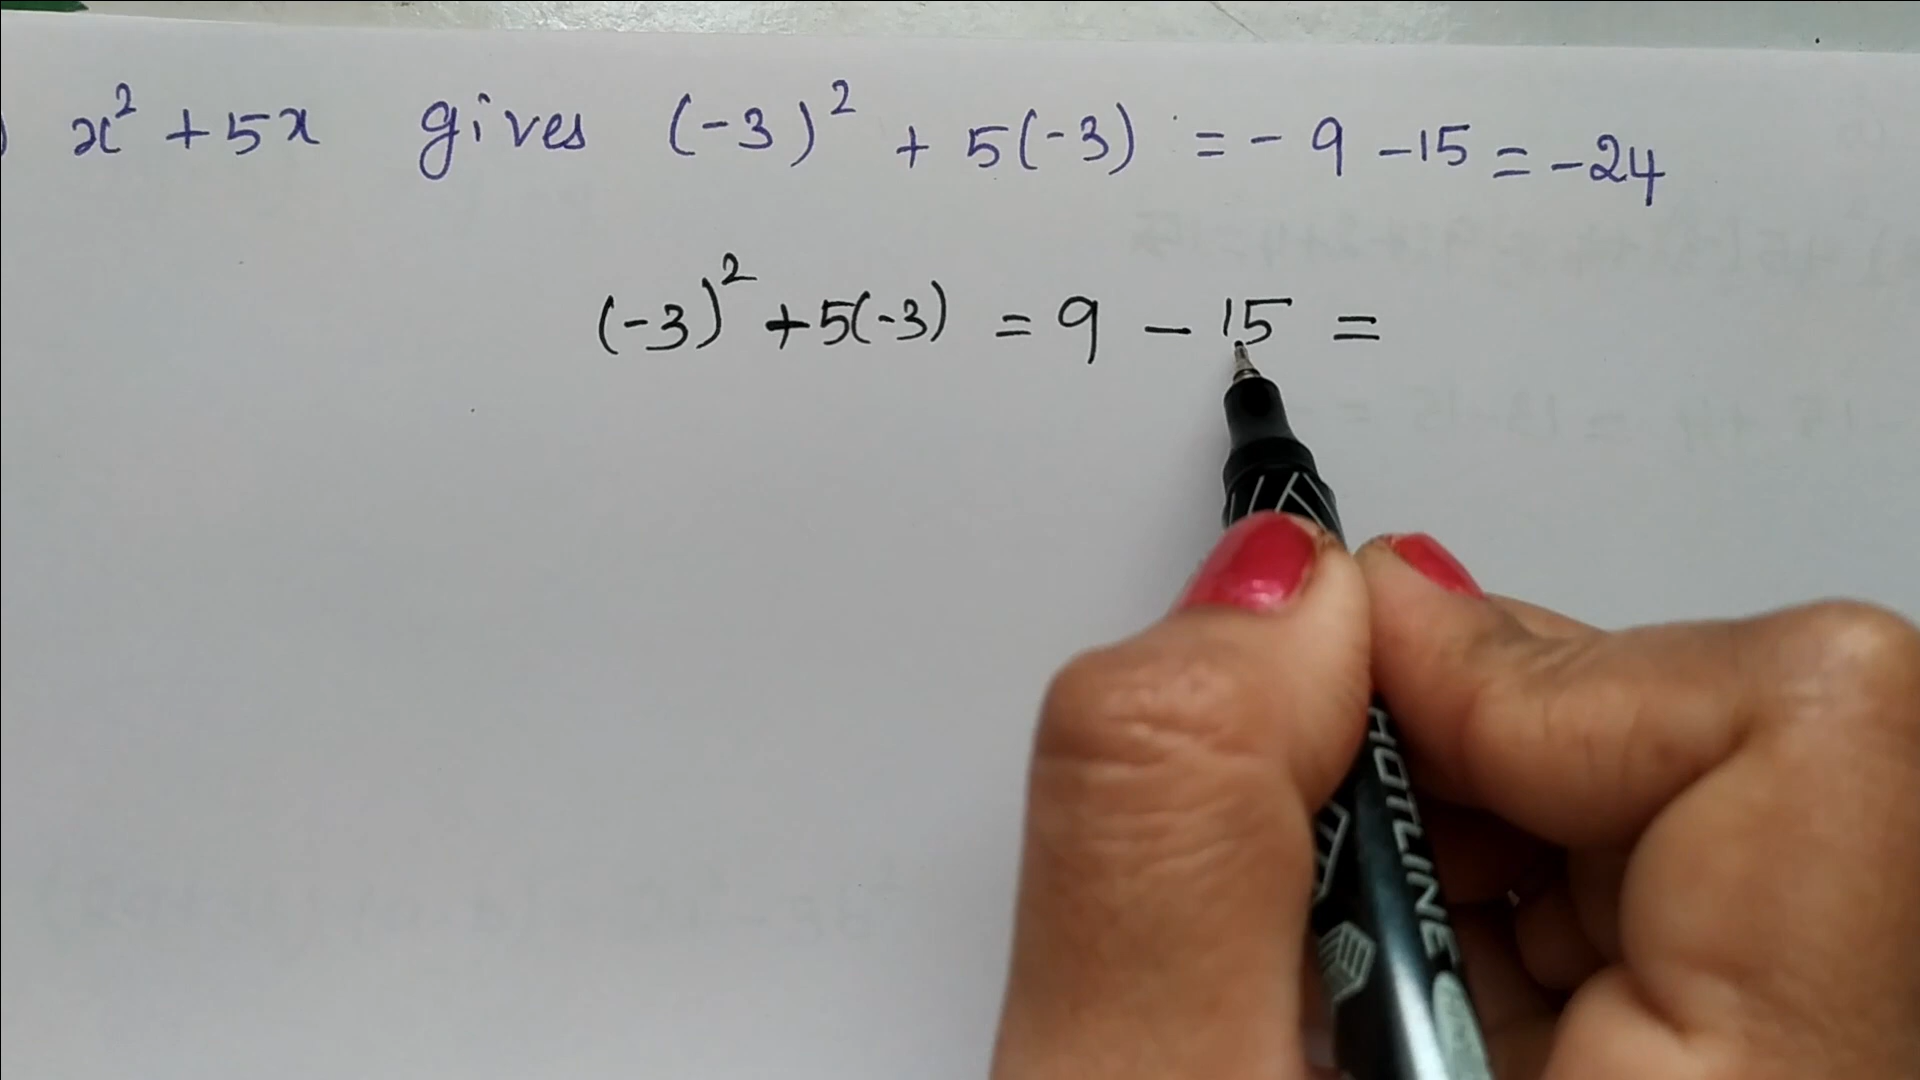 ) x² + 5x gives (-3)² + 5(-3) = - 9 - 15 = -24
(-3)² + 5(-3) = 9 - 15 =
HOTLINE